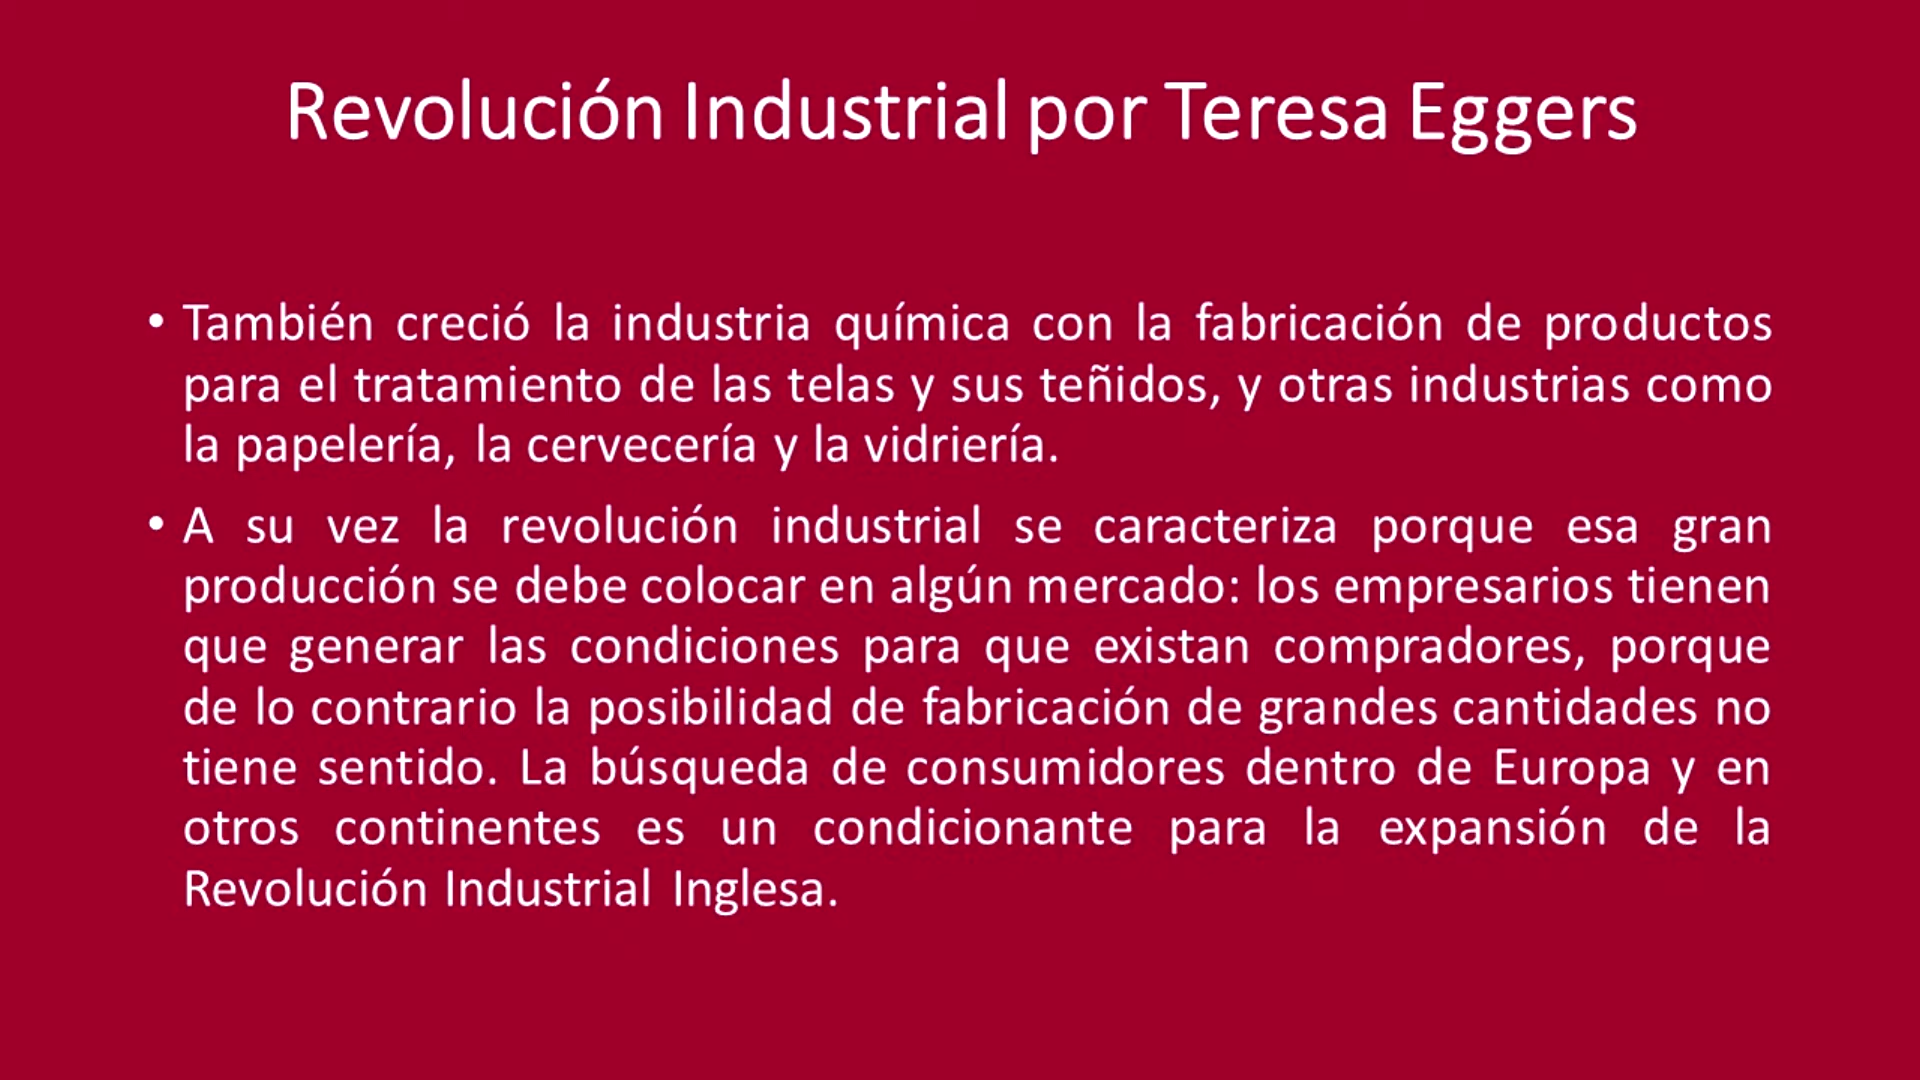 Revolución Industrial por Teresa Eggers
• También creció la industria química con la fabricación de productos
para el tratamiento de las telas y sus teñidos, y otras industrias como
la papelería, la cervecería y la vidriería.
• A su vez la revolución industrial se caracteriza porque esa gran
producción se debe colocar en algún mercado: los empresarios tienen
que generar las condiciones para que existan compradores, porque
de lo contrario la posibilidad de fabricación de grandes cantidades no
tiene sentido. La búsqueda de consumidores dentro de Europa y en
otros continentes es un condicionante para la expansión de la
Revolución Industrial Inglesa.